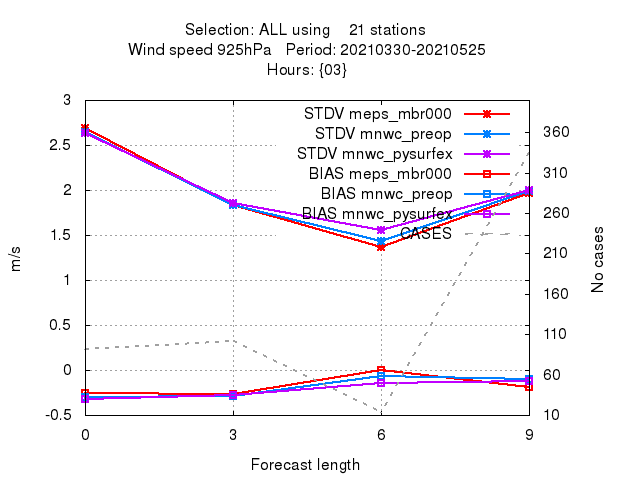 Selection: ALL using    21 stations
Wind speed 925hPa   Period: 20210330-20210525
Hours: {03}
STDV meps_mbr000
STDV mnwc_preop
STDV mnwc_pysurfex
BIAS meps_mbr000
BIAS mnwc_preop
BIAS mnwc_pysurfex
CASES
3
2.5
2
1.5
1
0.5
0
-0.5
m/s
360
310
260
210
160
110
60
10
No cases
0 3 6 9
Forecast length